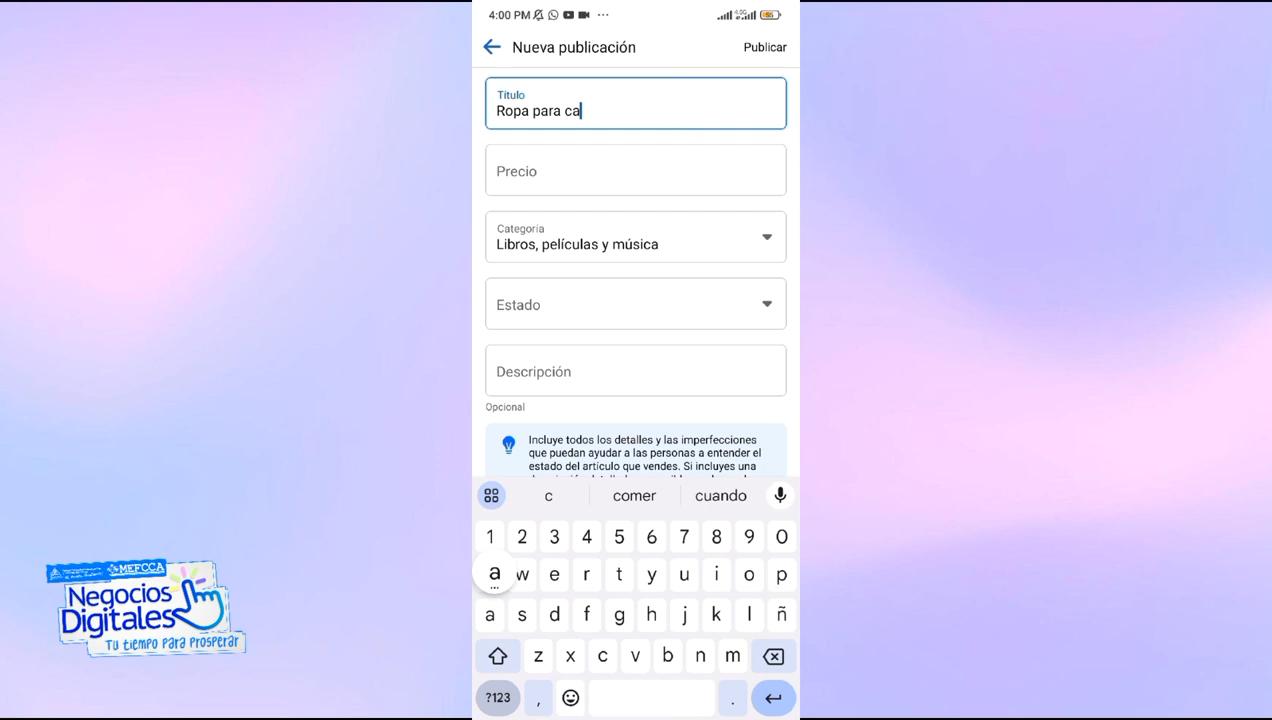 4:00 PM
4.0G
Nueva publicación
Publicar
Título
Ropa para ca
Precio
Categoría
Libros, películas y música
Estado
Descripción
Opcional
Incluye todos los detalles y las imperfecciones
que puedan ayudar a las personas a entender el
estado del artículo que vendes. Si incluyes una
c comer cuando
1 2 3 4 5 6 7 8 9 0
a w e r t y u i o p
a s d f g h j k l ñ
z x c v b n m
?123 , .
MEFCCA
Negocios
Digitales
Tu tiempo para prosperar